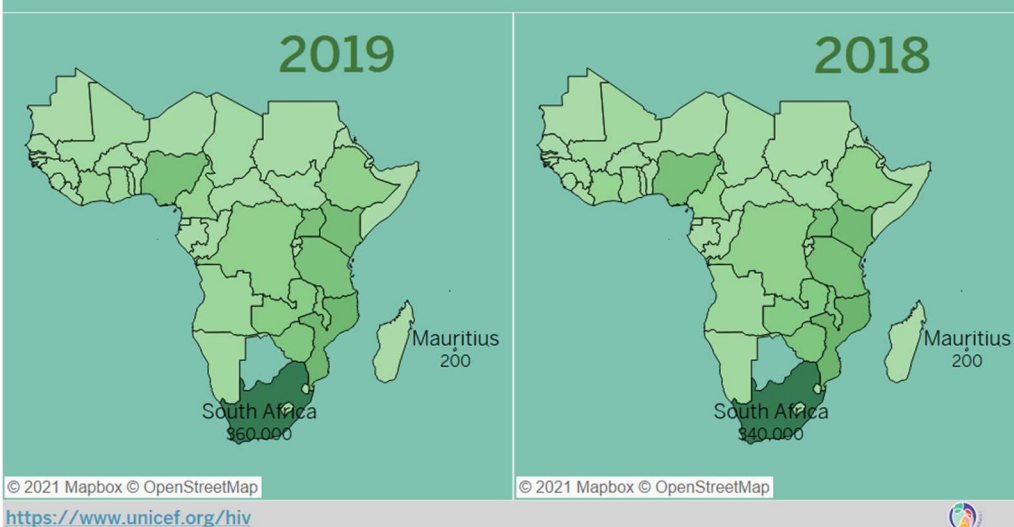 2019
Mauritius
200
South Africa
360,000
© 2021 Mapbox © OpenStreetMap
2018
Mauritius
200
South Africa
340,000
© 2021 Mapbox © OpenStreetMap
https://www.unicef.org/hiv